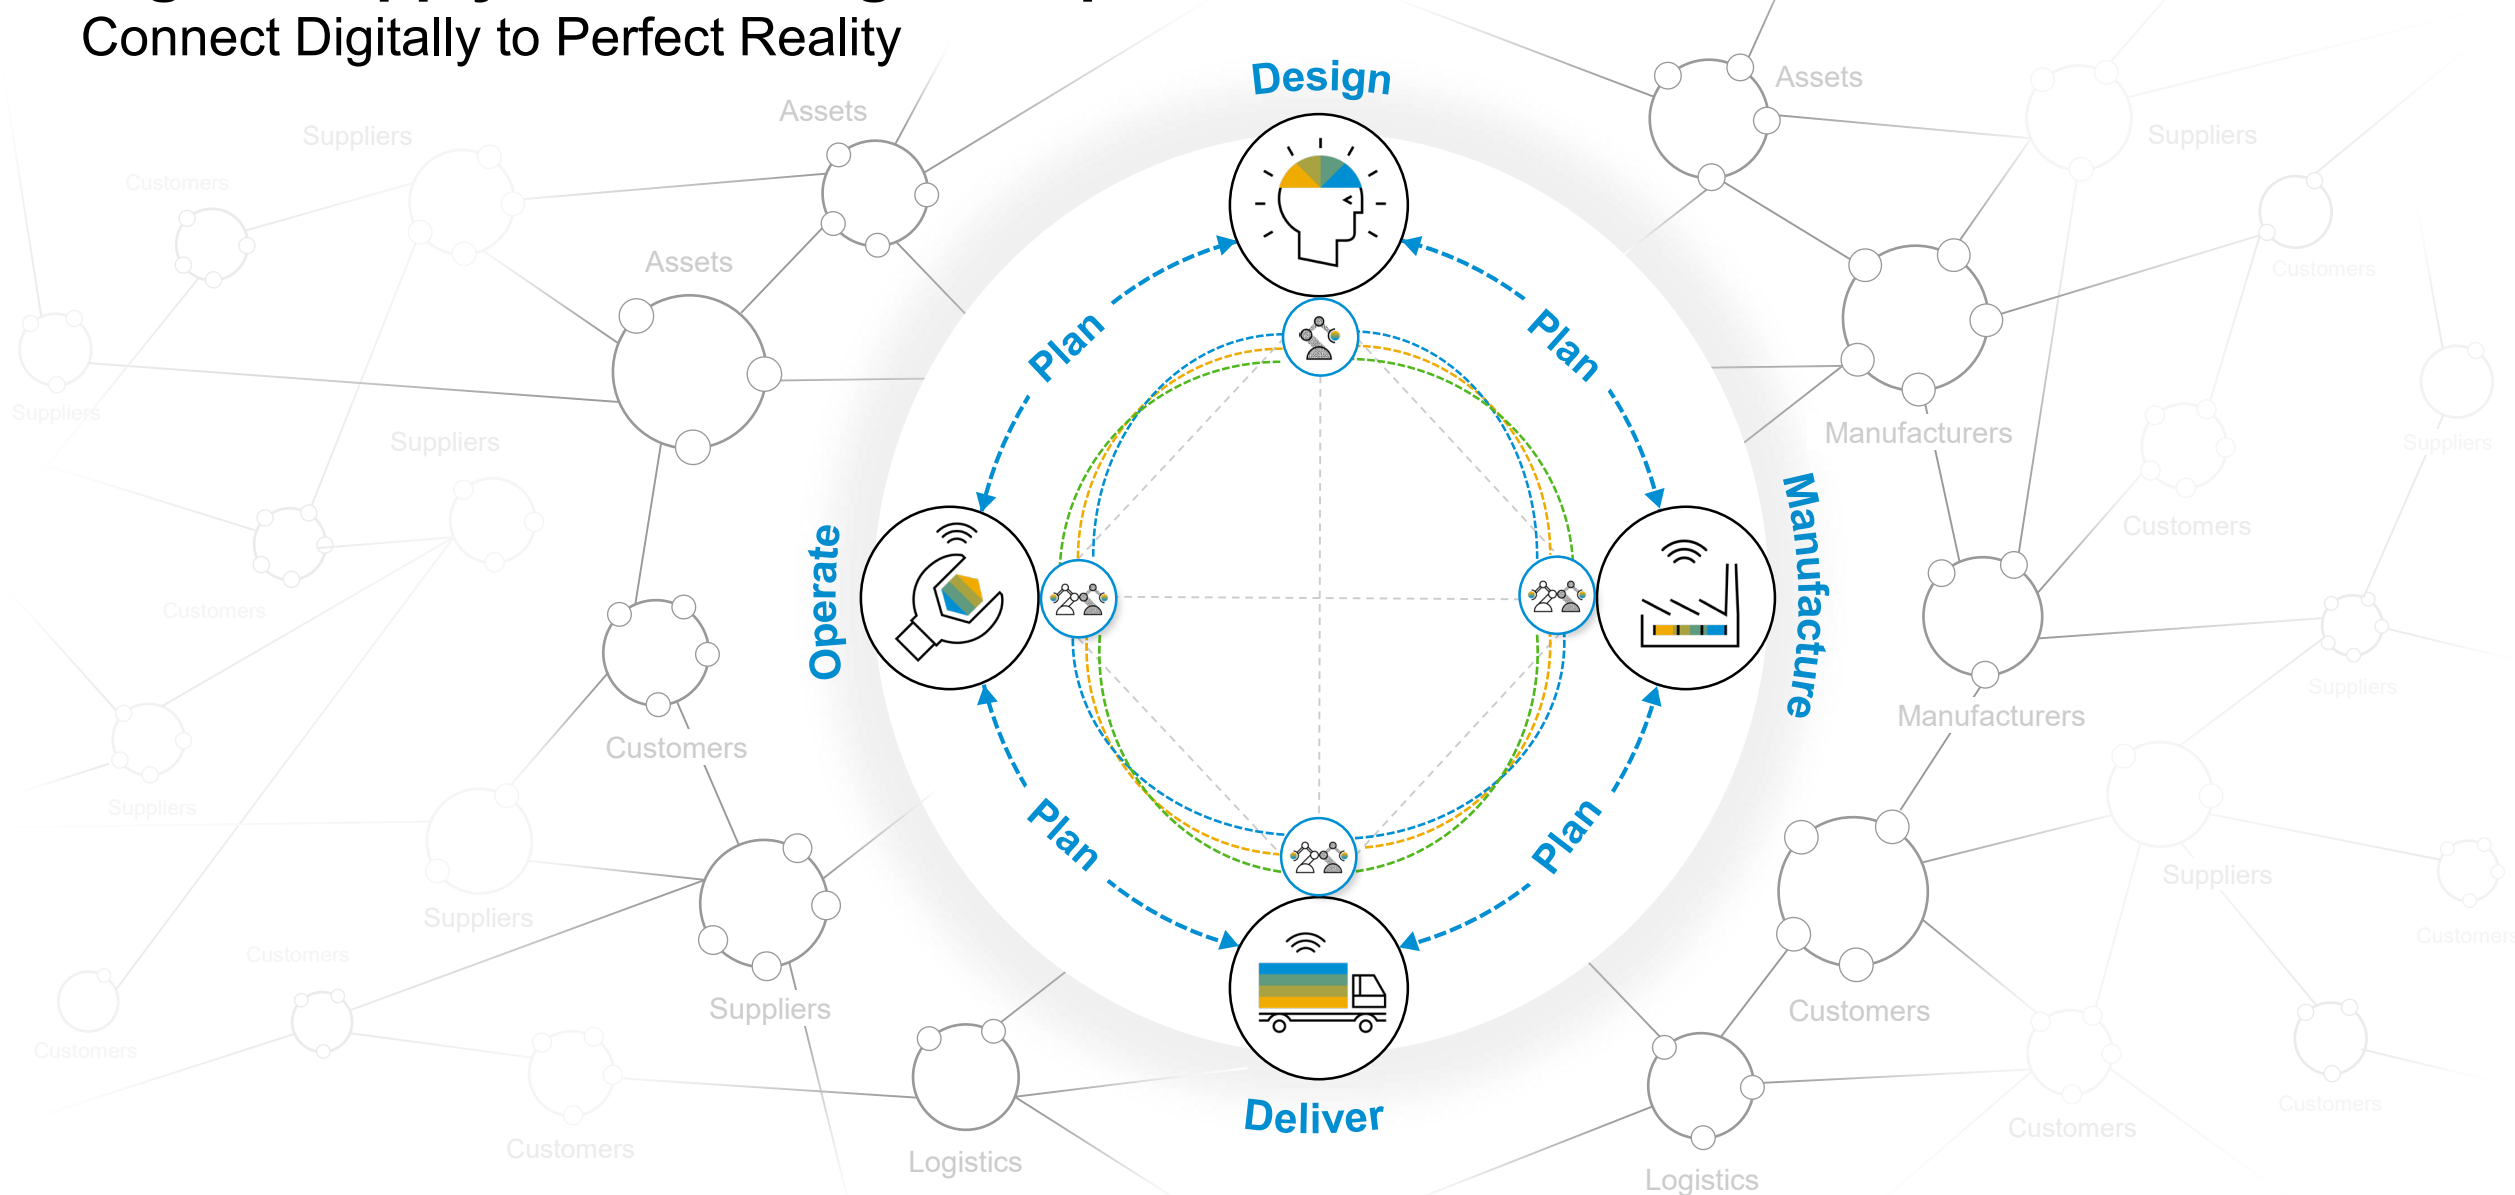 Connect Digitally to Perfect Reality
Design
Assets
Assets
Suppliers
Suppliers
Customers
Assets
Customers
Plan
Plan
Suppliers
Suppliers
Manufacturers
Suppliers
Operate
Manufacture
Customers
Customers
Suppliers
Manufacturers
Customers
Suppliers
Plan
Plan
Suppliers
Suppliers
Customers
Customers
Suppliers
Customers
Customers
Deliver
Customers
Customers
Customers
Logistics
Logistics